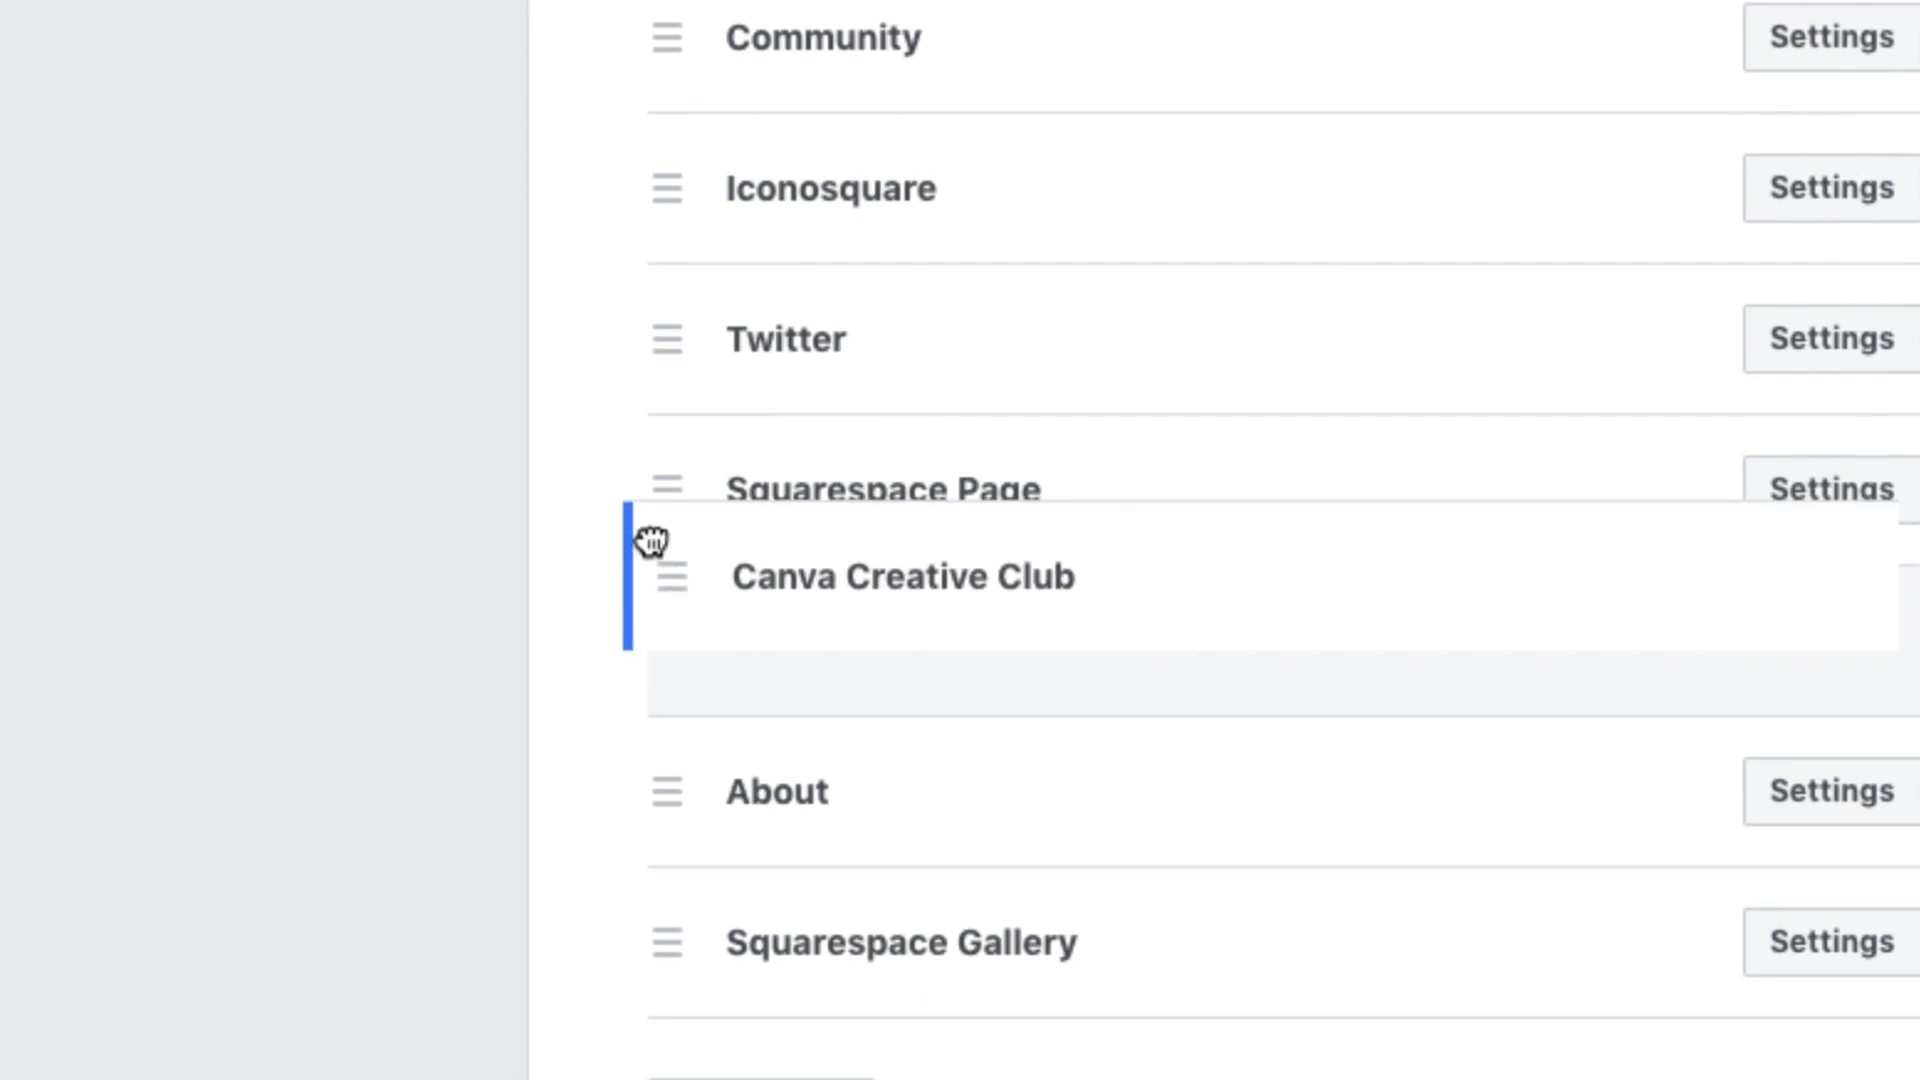 Community Settings
Iconosquare Settings
Twitter Settings
Squarespace Page Settings
Canva Creative Club
About Settings
Squarespace Gallery Settings